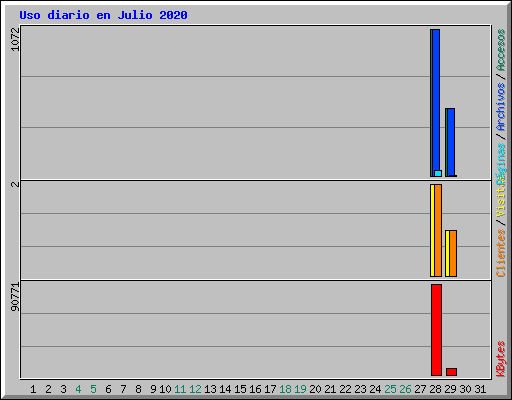 Uso diario en Julio 2020
1072
2
90771
Páginas / Archivos / Accesos
Clientes / Visitas
KBytes
1 2 3 4 5 6 7 8 9 10 11 12 13 14 15 16 17 18 19 20 21 22 23 24 25 26 27 28 29 30 31